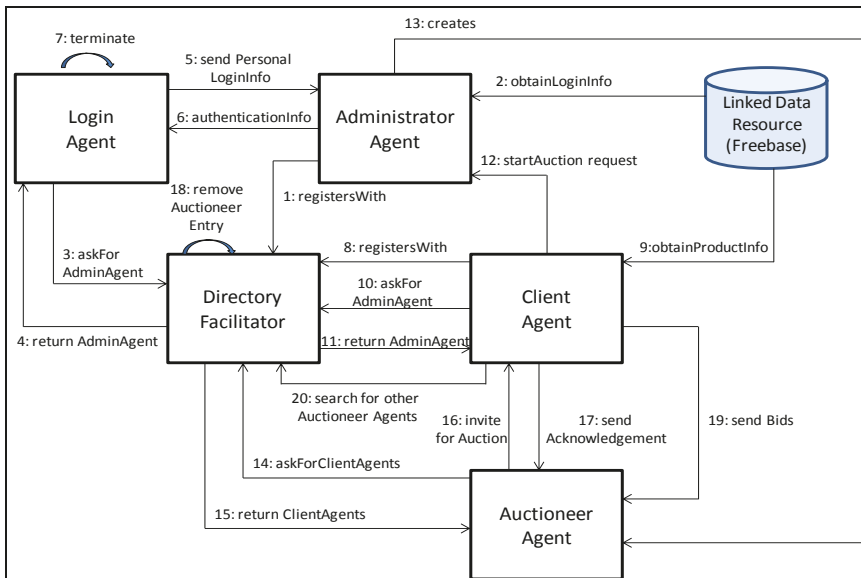 13: creates
7: terminate
5: send Personal
LoginInfo
2: obtainLoginInfo
Login
Agent
Administrator
Agent
Linked Data
Resource
(Freebase)
6: authenticationInfo
12: startAuction request
18: remove
Auctioneer
Entry
1: registersWith
3: askFor
AdminAgent
8: registersWith
9:obtainProductInfo
Directory
Facilitator
10: askFor
AdminAgent
Client
Agent
4: return AdminAgent
11: return AdminAgent
20: search for other
Auctioneer Agents
16: invite
for Auction
17: send
Acknowledgement
19: send Bids
14: askForClientAgents
15: return ClientAgents
Auctioneer
Agent